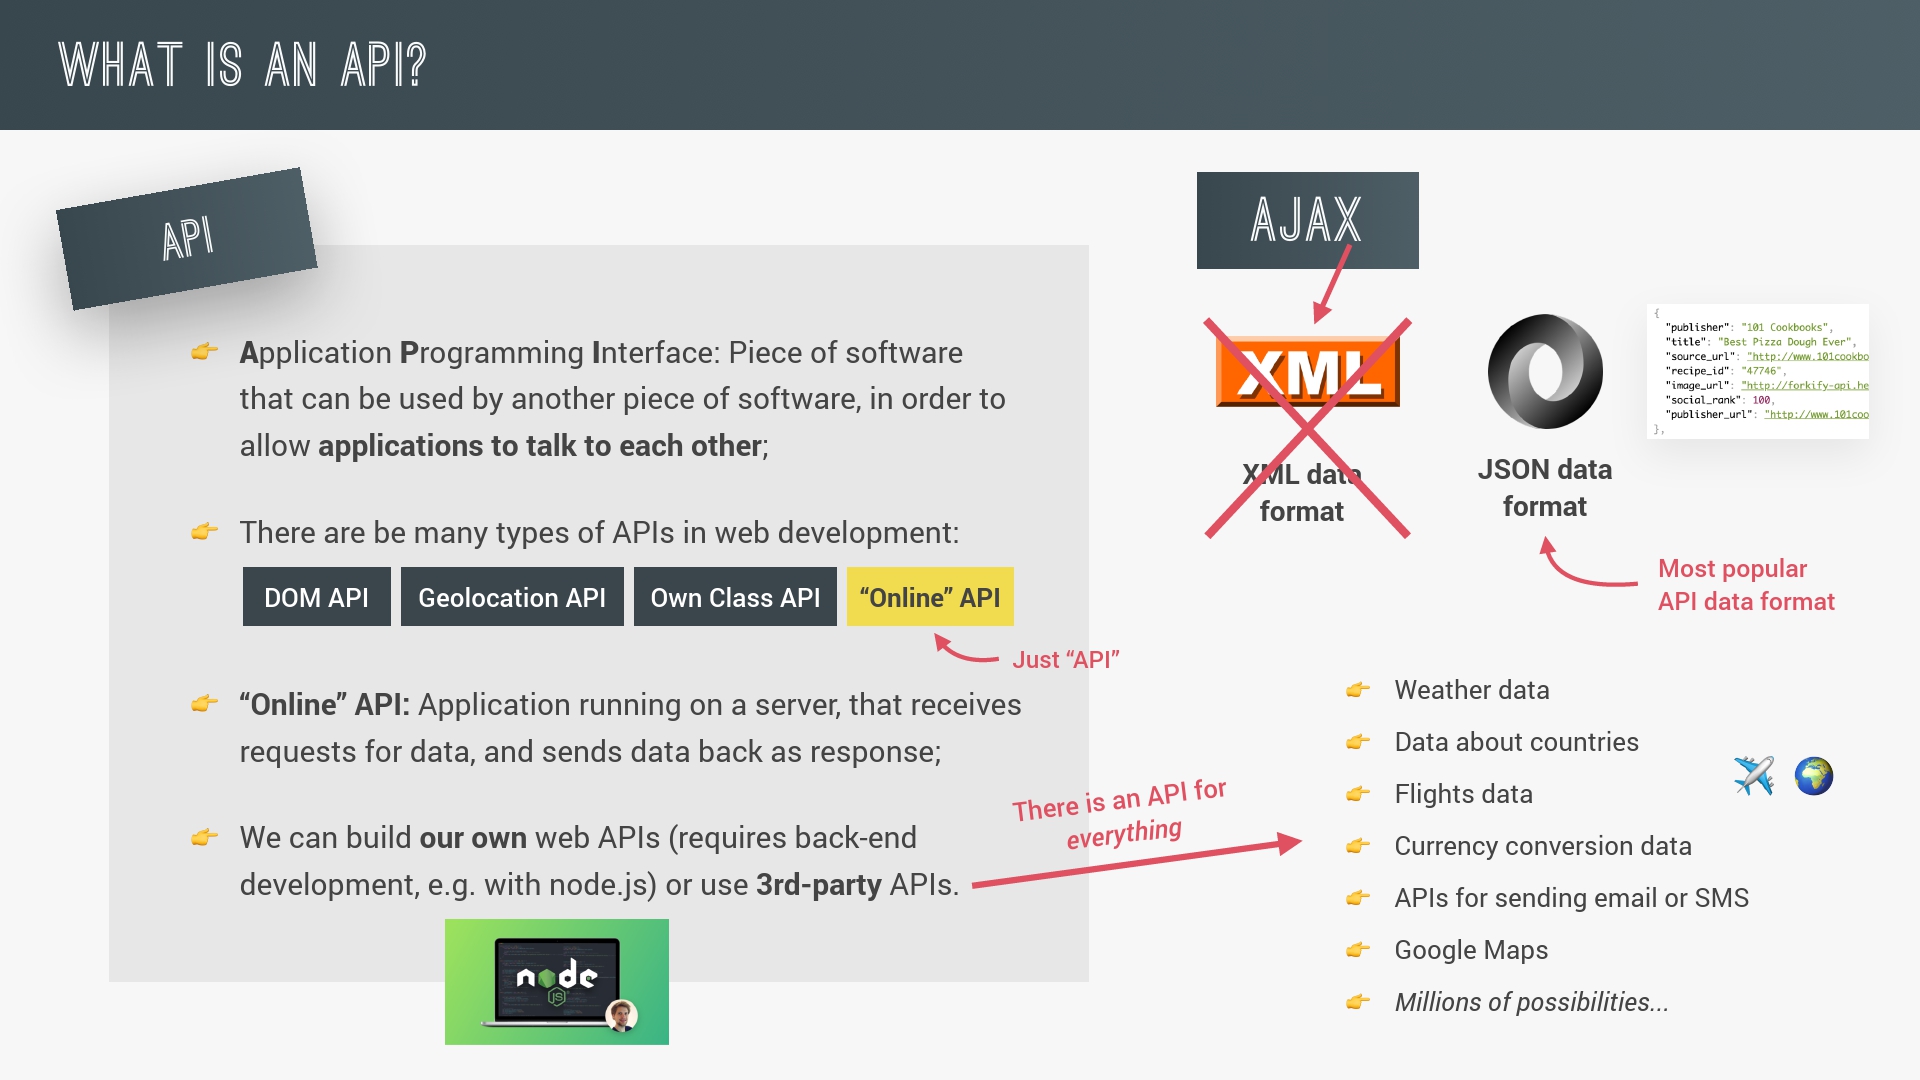 WHAT IS AN API?
API
👉 Application Programming Interface: Piece of software
that can be used by another piece of software, in order to
allow applications to talk to each other;
👉 There are be many types of APIs in web development:
DOM API
Geolocation API
Own Class API
“Online” API
Just “API”
👉 “Online” API: Application running on a server, that receives
requests for data, and sends data back as response;
👉 We can build our own web APIs (requires back-end
development, e.g. with node.js) or use 3rd-party APIs.
node
JS
There is an API for
everything
AJAX
XML
XML data
format
JSON data
format
{
"publisher": "101 Cookbooks",
"title": "Best Pizza Dough Ever",
"source_url": "http://www.101cookbo
"recipe_id": "47746",
"image_url": "http://forkify-api.he
"social_rank": 100,
"publisher_url": "http://www.101coo
},
Most popular
API data format
👉 Weather data
👉 Data about countries
👉 Flights data
👉 Currency conversion data
👉 APIs for sending email or SMS
👉 Google Maps
👉 Millions of possibilities...